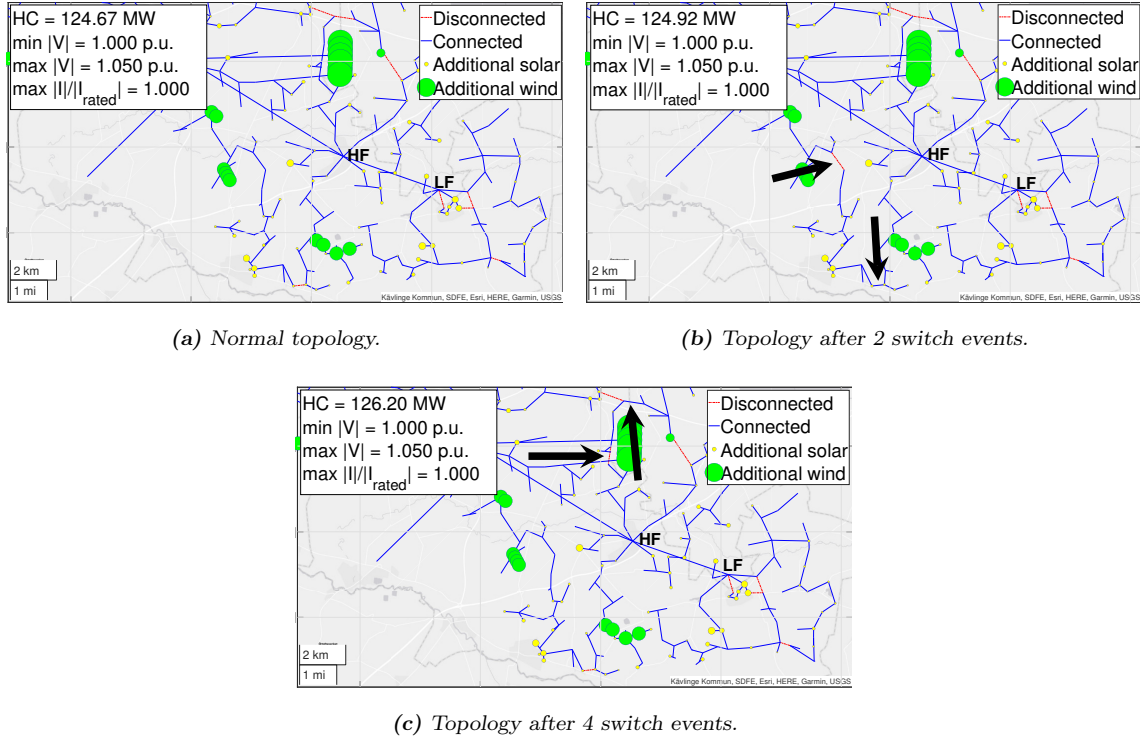 HC = 124.67 MW
min |V| = 1.000 p.u.
max |V| = 1.050 p.u.
max |I|/|I_rated| = 1.000
Disconnected
Connected
Additional solar
Additional wind
HF
LF
2 km
1 mi
Kävlinge Kommun, SDFE, Esri, HERE, Garmin, USGS
(a) Normal topology.
HC = 124.92 MW
min |V| = 1.000 p.u.
max |V| = 1.050 p.u.
max |I|/|I_rated| = 1.000
Disconnected
Connected
Additional solar
Additional wind
HF
LF
2 km
1 mi
Kävlinge Kommun, SDFE, Esri, HERE, Garmin, USGS
(b) Topology after 2 switch events.
HC = 126.20 MW
min |V| = 1.000 p.u.
max |V| = 1.050 p.u.
max |I|/|I_rated| = 1.000
Disconnected
Connected
Additional solar
Additional wind
HF
LF
2 km
1 mi
Kävlinge Kommun, SDFE, Esri, HERE, Garmin, USGS
(c) Topology after 4 switch events.